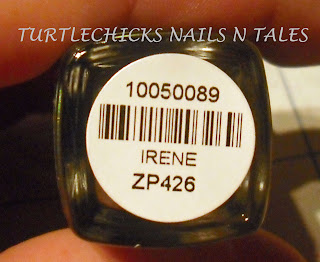 TURTLECHICKS NAILS N TALES
10050089
IRENE
ZP426